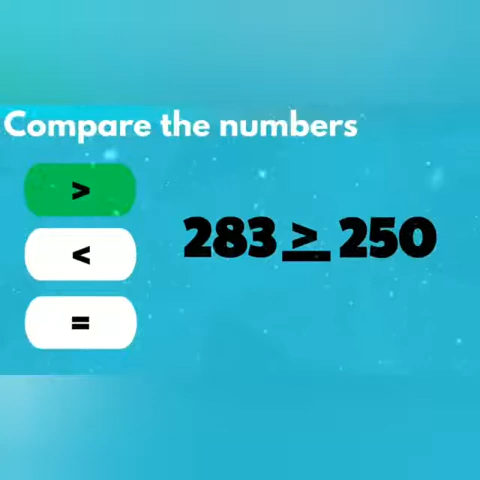 Compare the numbers
>
<
=
283 > 250